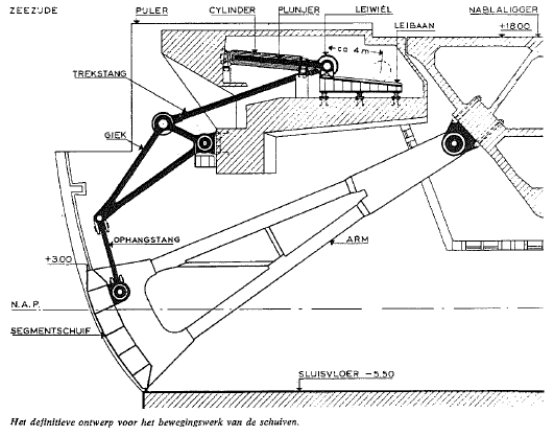 ZEEZIJDE
PIJLER
CYLINDER
PLUNJER
LEIWIEL
NABLALIGGER
LEIBAAN
+18.00
ca 4m
TREKSTANG
GIEK
OPHANGSTANG
+3.00
ARM
N.A.P.
SEGMENTSCHUIF
SLUISVLOER -5.50
Het definitieve ontwerp voor het bewegingswerk van de schuiven.